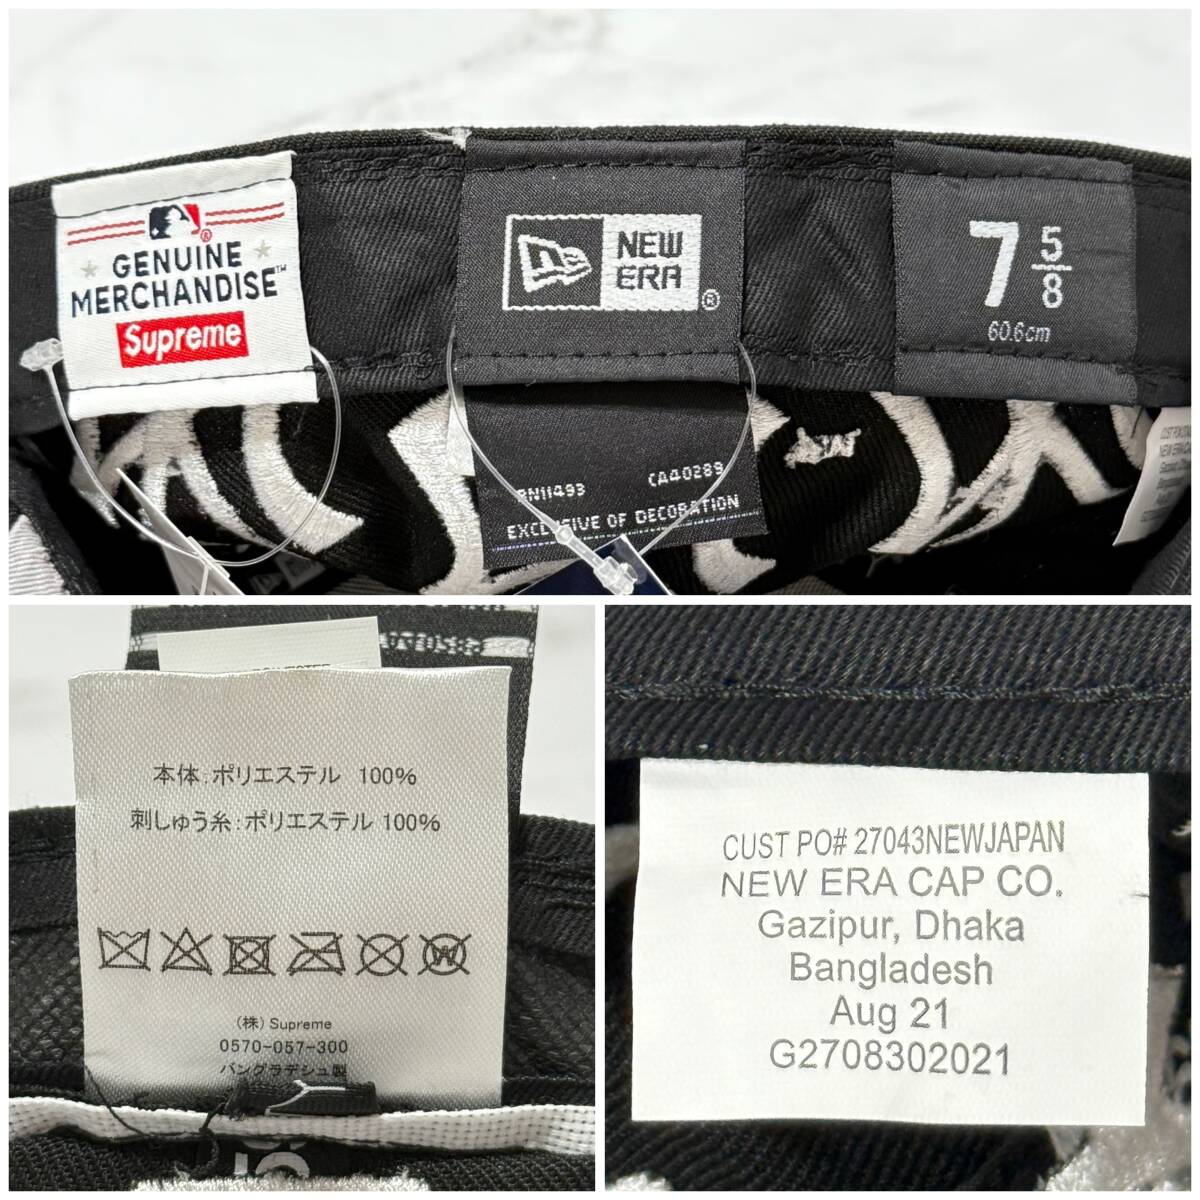 GENUINE
MERCHANDISE™
Supreme
NEW
ERA®
7 5/8
60.6cm
RN11493
CA40289
EXCLUSIVE OF DECORATION
本体:ポリエステル 100%
刺しゅう糸:ポリエステル 100%
W
(株) Supreme
0570-057-300
バングラデシュ製
CUST PO# 27043NEWJAPAN
NEW ERA CAP CO.
Gazipur, Dhaka
Bangladesh
Aug 21
G2708302021